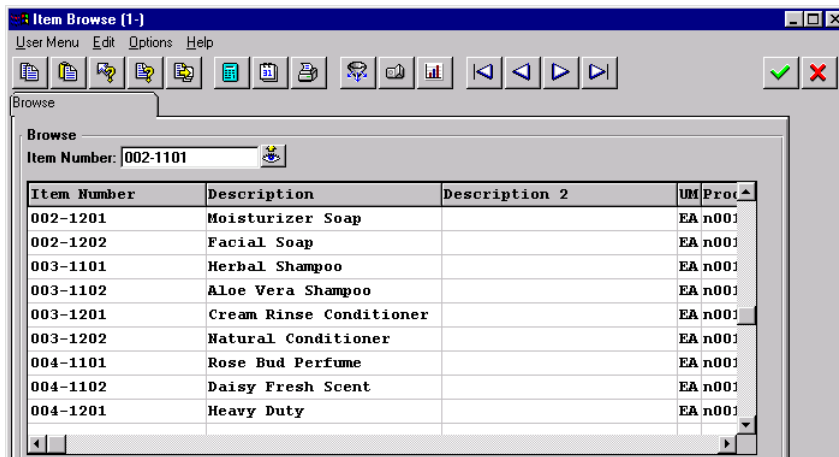 Item Browse (1-)
User Menu Edit Options Help
Browse
Browse
Item Number: 002-1101
Item Number Description Description 2 UM Prod
002-1201 Moisturizer Soap EA n001
002-1202 Facial Soap EA n001
003-1101 Herbal Shampoo EA n001
003-1102 Aloe Vera Shampoo EA n001
003-1201 Cream Rinse Conditioner EA n001
003-1202 Natural Conditioner EA n001
004-1101 Rose Bud Perfume EA n001
004-1102 Daisy Fresh Scent EA n001
004-1201 Heavy Duty EA n001